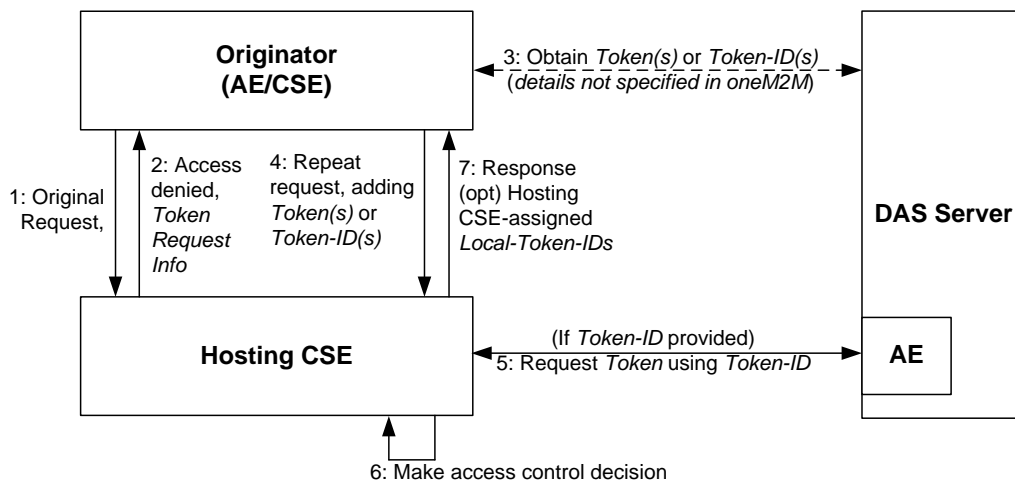 Originator
(AE/CSE)
3: Obtain Token(s) or Token-ID(s)
(details not specified in oneM2M)
1: Original
Request,
2: Access
denied,
Token
Request
Info
4: Repeat
request, adding
Token(s) or
Token-ID(s)
7: Response
(opt) Hosting
CSE-assigned
Local-Token-IDs
DAS Server
Hosting CSE
(If Token-ID provided)
5: Request Token using Token-ID
AE
6: Make access control decision